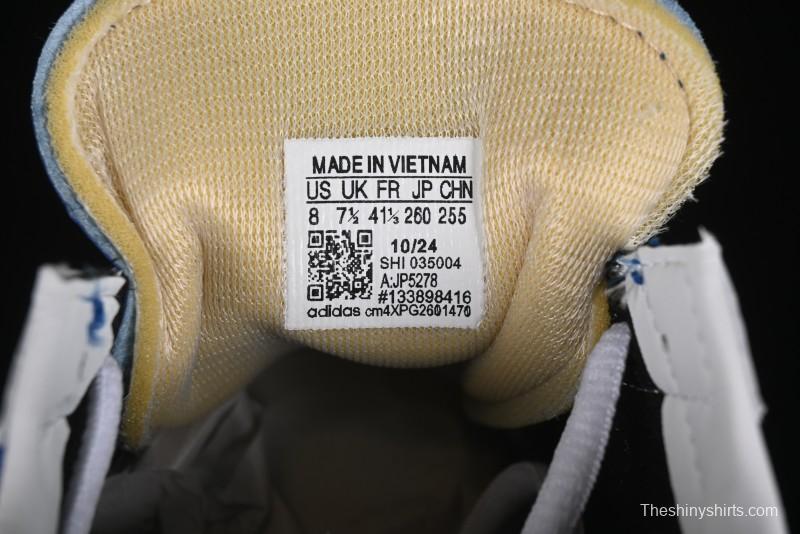 MADE IN VIETNAM
US UK FR JP CHN
8 7½ 41⅓ 260 255
10/24
SHI 035004
A:JP5278
#133898416
adidas cm4XPG2601470
Theshinyshirts.com